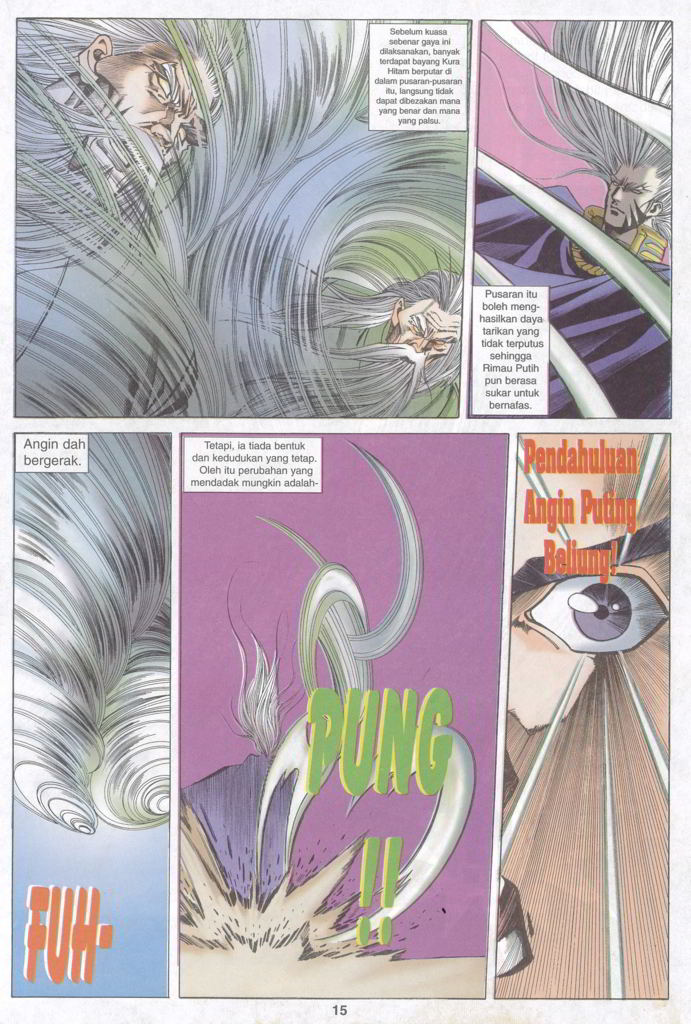 Sebelum kuasa
sebenar gaya ini
dilaksanakan, banyak
terdapat bayang Kura
Hitam berputar di
dalam pusaran-pusaran
itu, langsung tidak
dapat dibezakan mana
yang benar dan mana
yang palsu.
Pusaran itu
boleh meng-
hasilkan daya
tarikan yang
tidak terputus
sehingga
Rimau Putih
pun berasa
sukar untuk
bernafas.
Angin dah
bergerak.
FUH-
Tetapi, ia tiada bentuk
dan kedudukan yang tetap.
Oleh itu perubahan yang
mendadak mungkin adalah-
PUNG
!!
Pendahuluan
Angin Puting
Beliung!
15